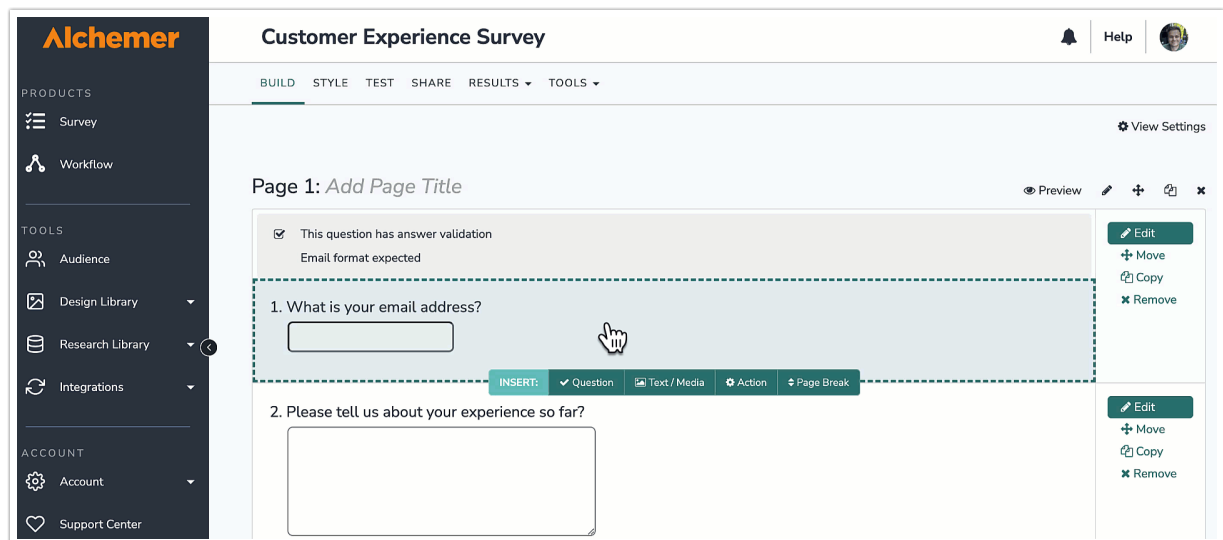 Alchemer
Customer Experience Survey
Help
BUILD STYLE TEST SHARE RESULTS TOOLS
PRODUCTS
Survey
Workflow
TOOLS
Audience
Design Library
Research Library
Integrations
ACCOUNT
Account
Support Center
View Settings
Page 1: Add Page Title
Preview
This question has answer validation
Email format expected
Edit
Move
Copy
Remove
1. What is your email address?
INSERT: Question Text / Media Action Page Break
2. Please tell us about your experience so far?
Edit
Move
Copy
Remove